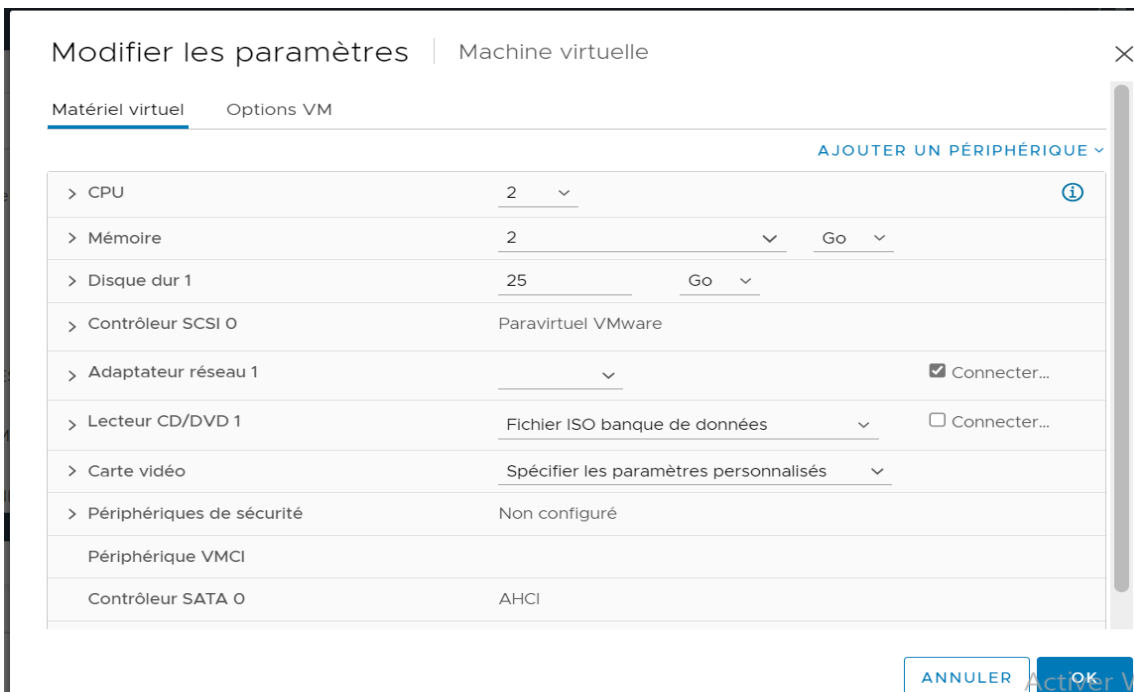 Modifier les paramètres Machine virtuelle
Matériel virtuel Options VM
AJOUTER UN PÉRIPHÉRIQUE
CPU 2
Mémoire 2 Go
Disque dur 1 25 Go
Contrôleur SCSI 0 Paravirtuel VMware
Adaptateur réseau 1 Connecter...
Lecteur CD/DVD 1 Fichier ISO banque de données Connecter...
Carte vidéo Spécifier les paramètres personnalisés
Périphériques de sécurité Non configuré
Périphérique VMCI
Contrôleur SATA 0 AHCI
ANNULER OK
Activer